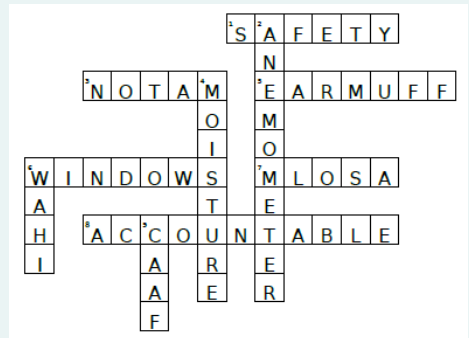 1S 2A F E T Y
N
3N O T A 4M 5E A R M U F F
O M
I O
6W I N D O W S 7M L O S A
A T E
H 8A C 9C O U N T A B L E
I A R E
A E R
F